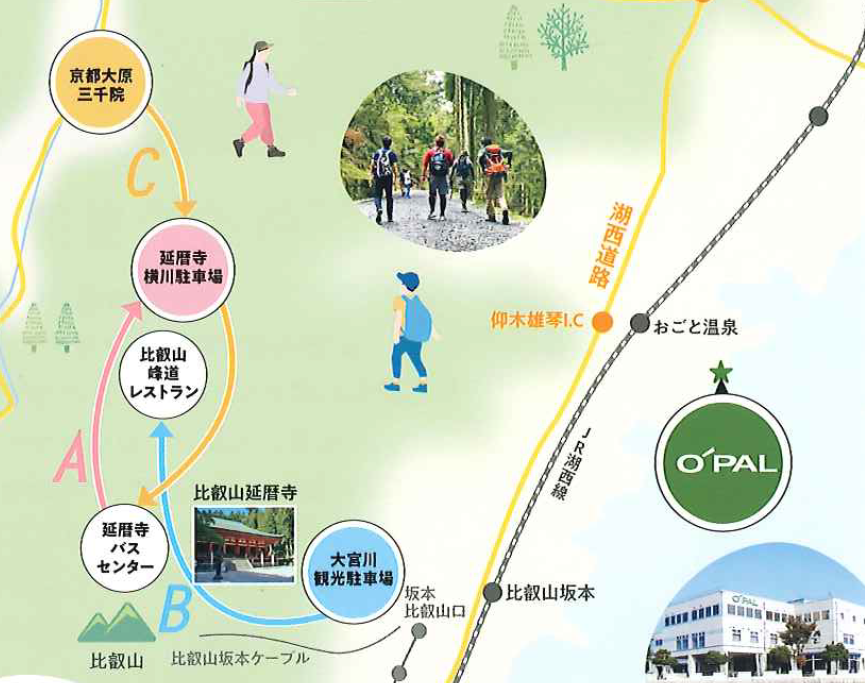 京都大原
三千院
C
延暦寺
横川駐車場
湖西道路
仰木雄琴I.C
おごと温泉
比叡山
峰道
レストラン
O'PAL
A
JR湖西線
比叡山延暦寺
延暦寺
バス
センター
大宮川
観光駐車場
B
坂本
比叡山口
比叡山坂本
O'PAL
比叡山
比叡山坂本ケーブル